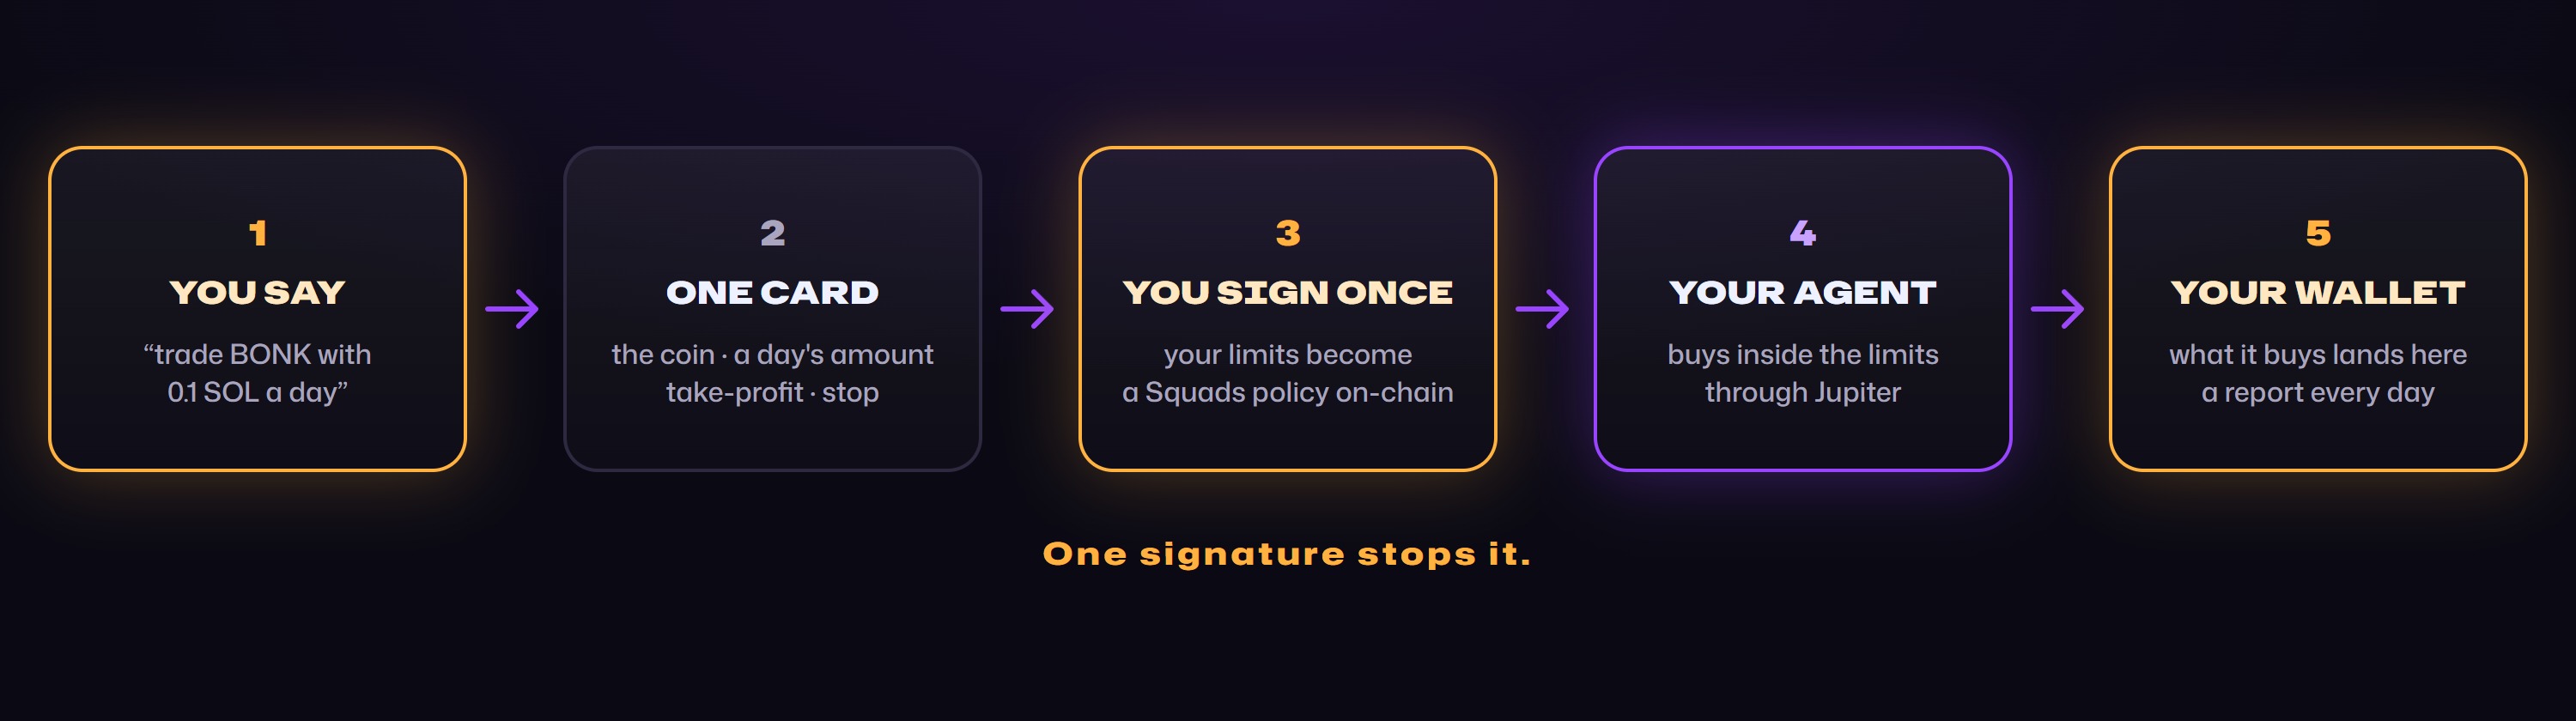 1
YOU SAY
“trade BONK with
0.1 SOL a day”
2
ONE CARD
the coin · a day's amount
take-profit · stop
3
YOU SIGN ONCE
your limits become
a Squads policy on-chain
4
YOUR AGENT
buys inside the limits
through Jupiter
5
YOUR WALLET
what it buys lands here
a report every day
One signature stops it.